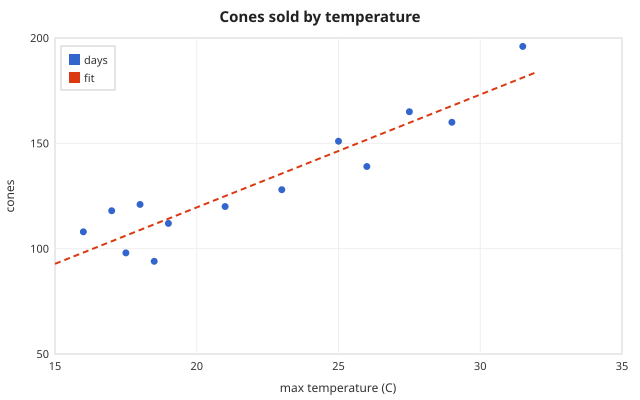 Cones sold by temperature
days
fit
200
150
100
50
cones
15 20 25 30 35
max temperature (C)